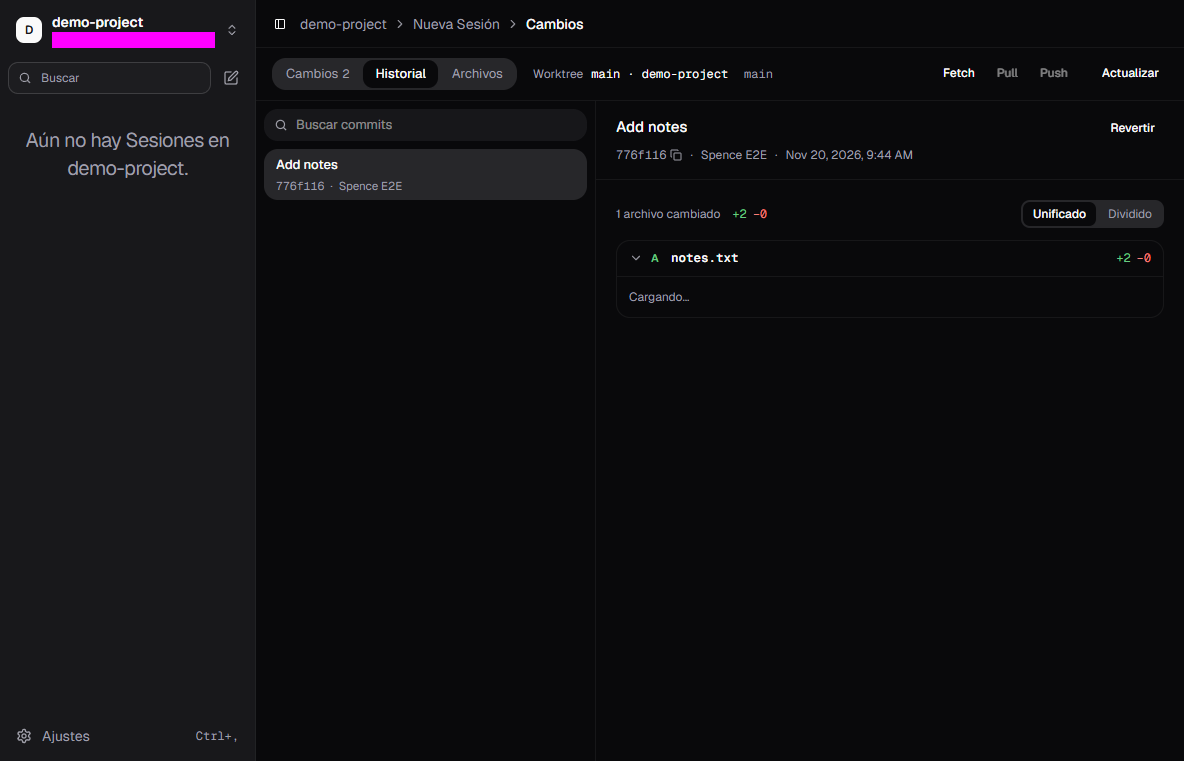 D
demo-project
Buscar
Aún no hay Sesiones en
demo-project.
Ajustes
Ctrl+,
demo-project > Nueva Sesión > Cambios
Cambios 2
Historial
Archivos
Worktree main · demo-project main
Fetch
Pull
Push
Actualizar
Buscar commits
Add notes
776f116 · Spence E2E
Add notes
Revertir
776f116 · Spence E2E · Nov 20, 2026, 9:44 AM
1 archivo cambiado +2 −0
Unificado
Dividido
A notes.txt +2 −0
Cargando…